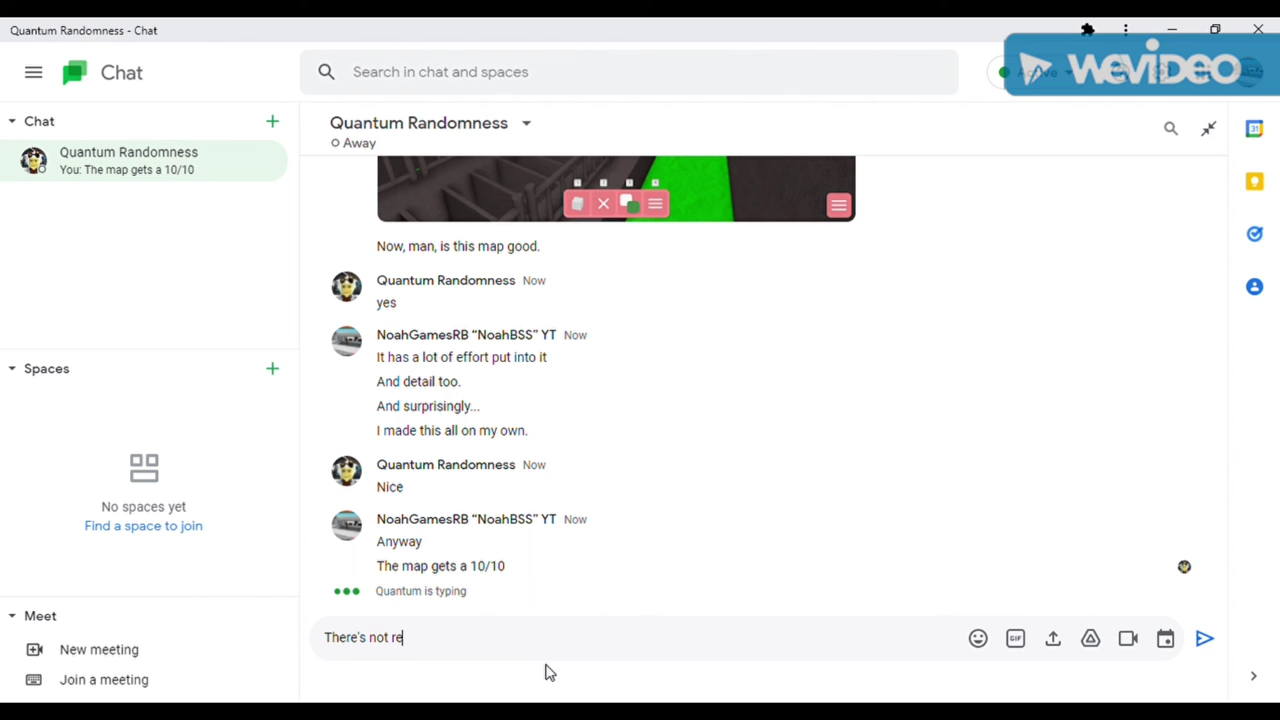 Quantum Randomness - Chat
Chat
Search in chat and spaces
Active
wevideo
Chat
Quantum Randomness
You: The map gets a 10/10
Spaces
No spaces yet
Find a space to join
Meet
New meeting
Join a meeting
Quantum Randomness
Away
Now, man, is this map good.
Quantum Randomness Now
yes
NoahGamesRB “NoahBSS” YT Now
It has a lot of effort put into it
And detail too.
And surprisingly...
I made this all on my own.
Quantum Randomness Now
Nice
NoahGamesRB “NoahBSS” YT Now
Anyway
The map gets a 10/10
Quantum is typing
There's not re
GIF
31